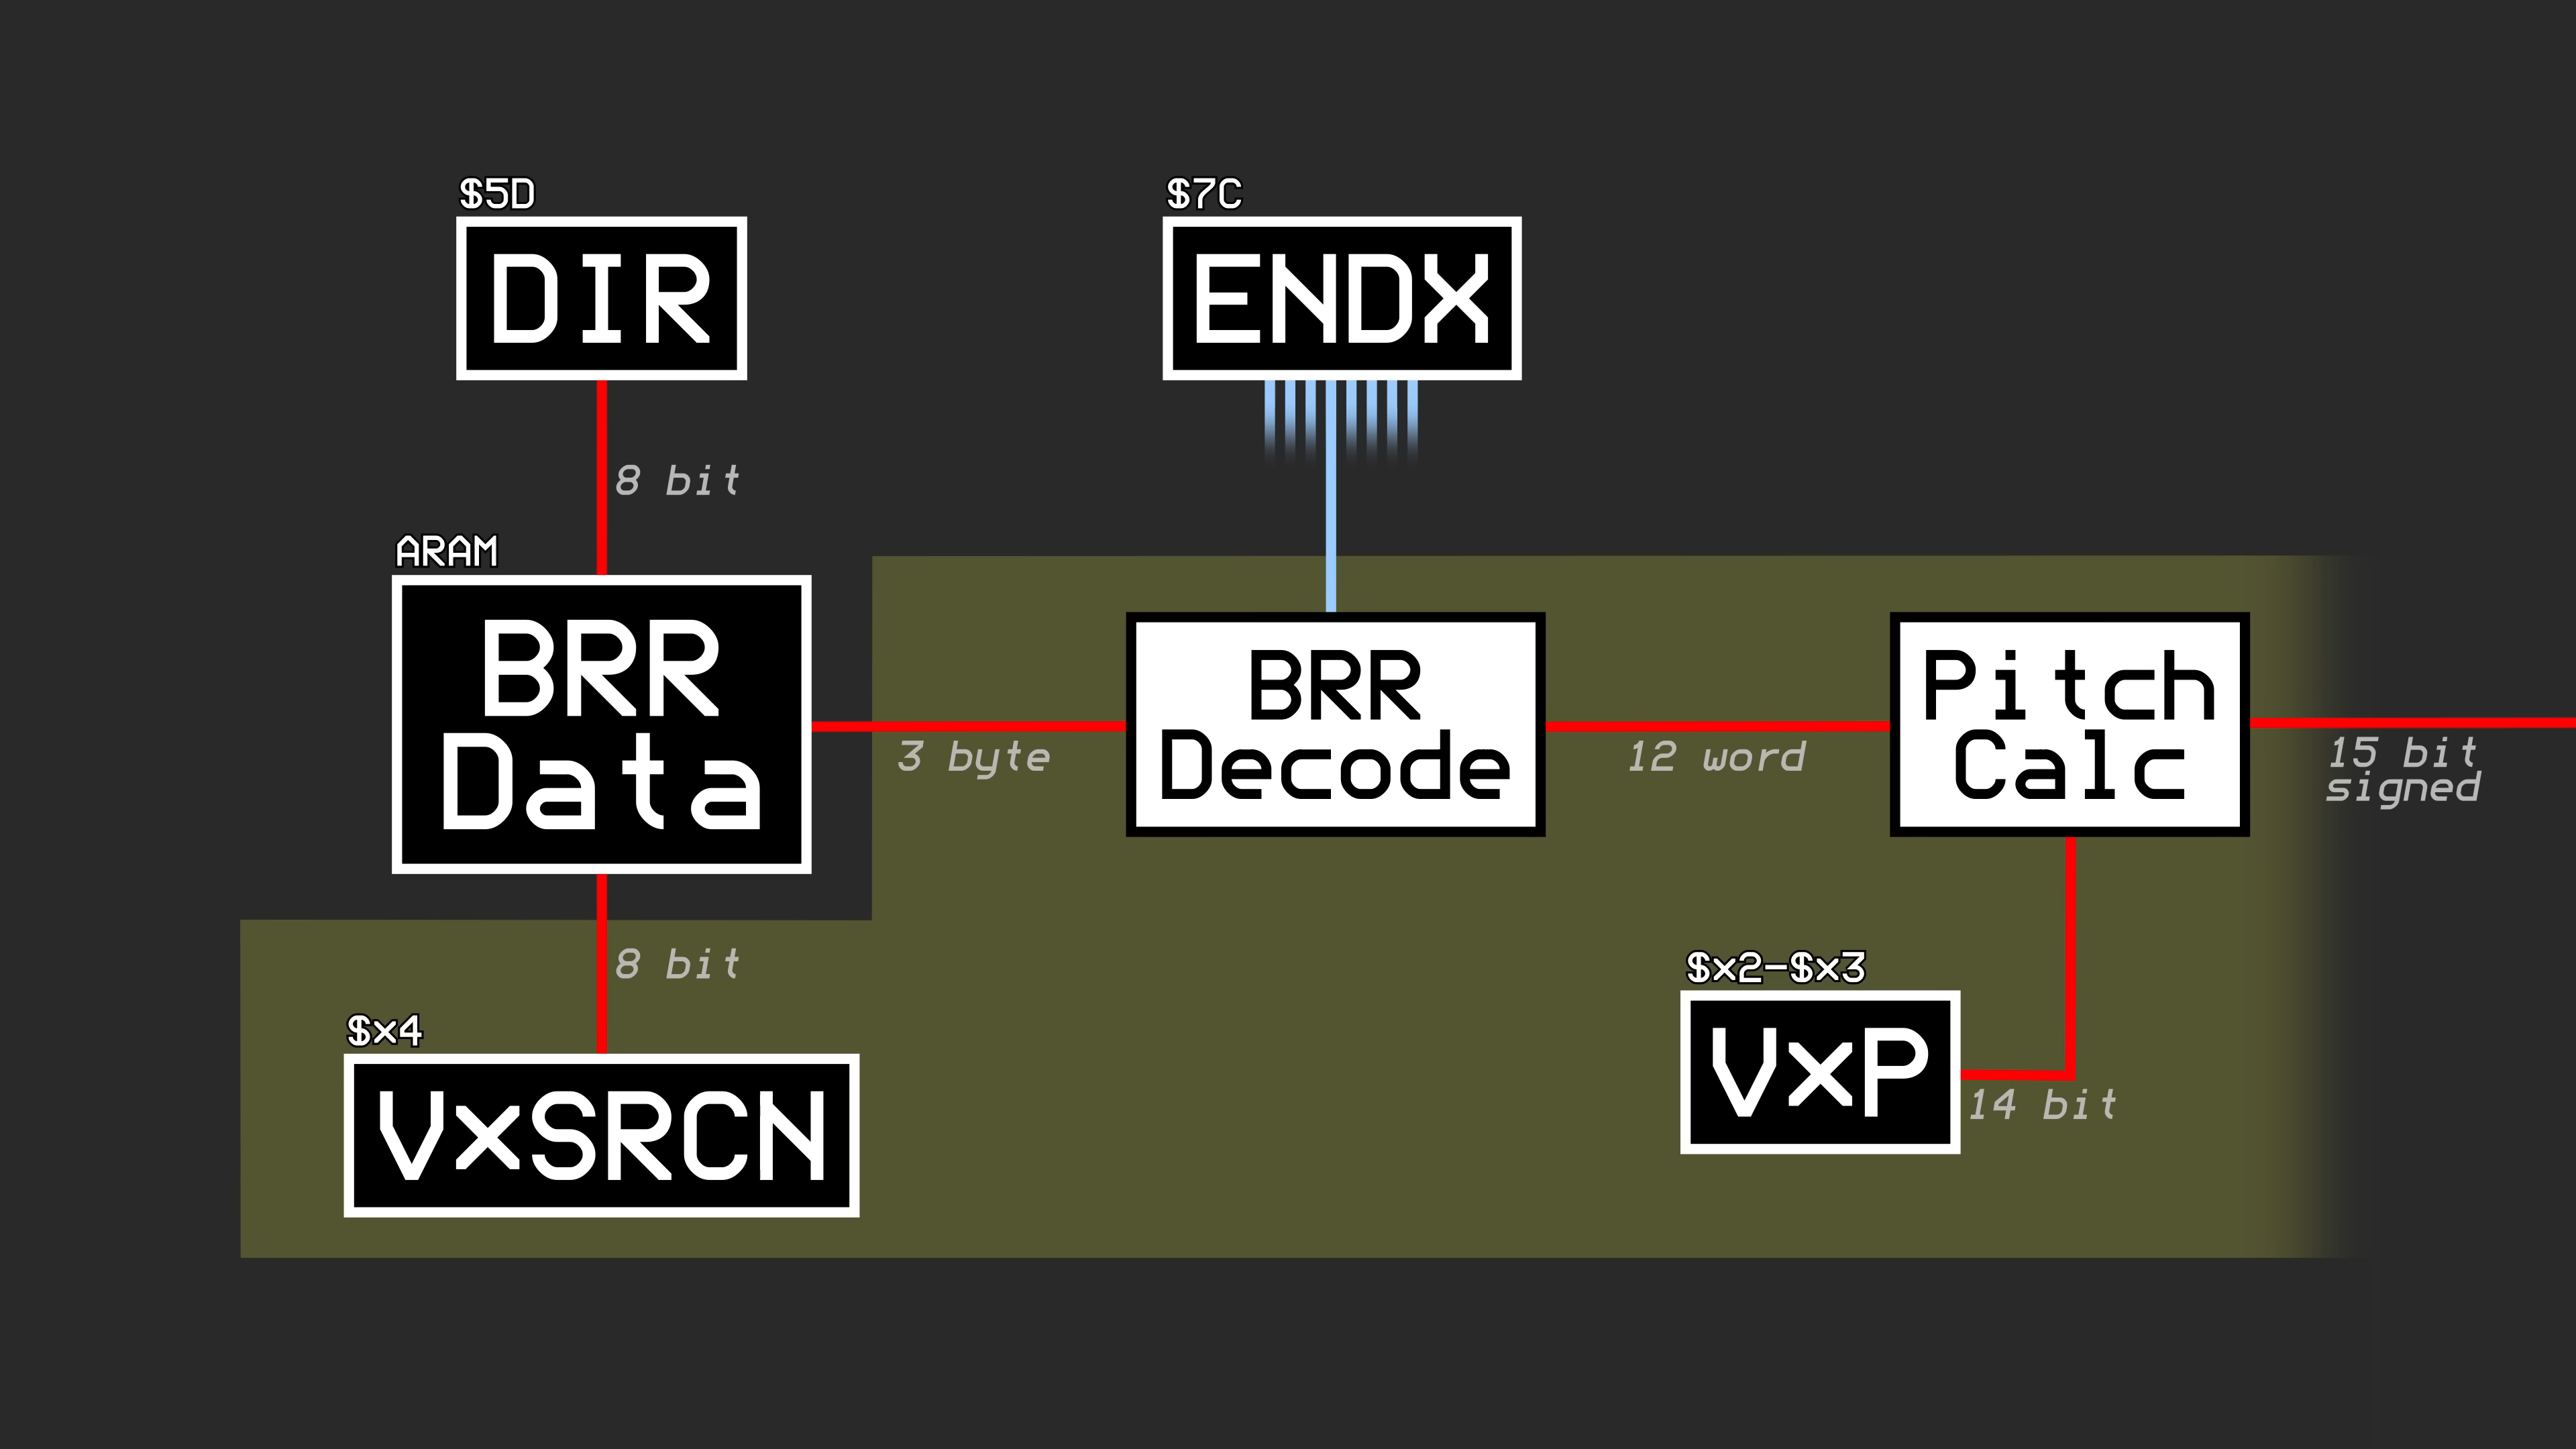 $5D
DIR
$7C
ENDX
8 bit
ARAM
BRR
Data
3 byte
BRR
Decode
12 word
Pitch
Calc
15 bit
signed
8 bit
$x4
VxSRCN
$x2-$x3
VxP
14 bit